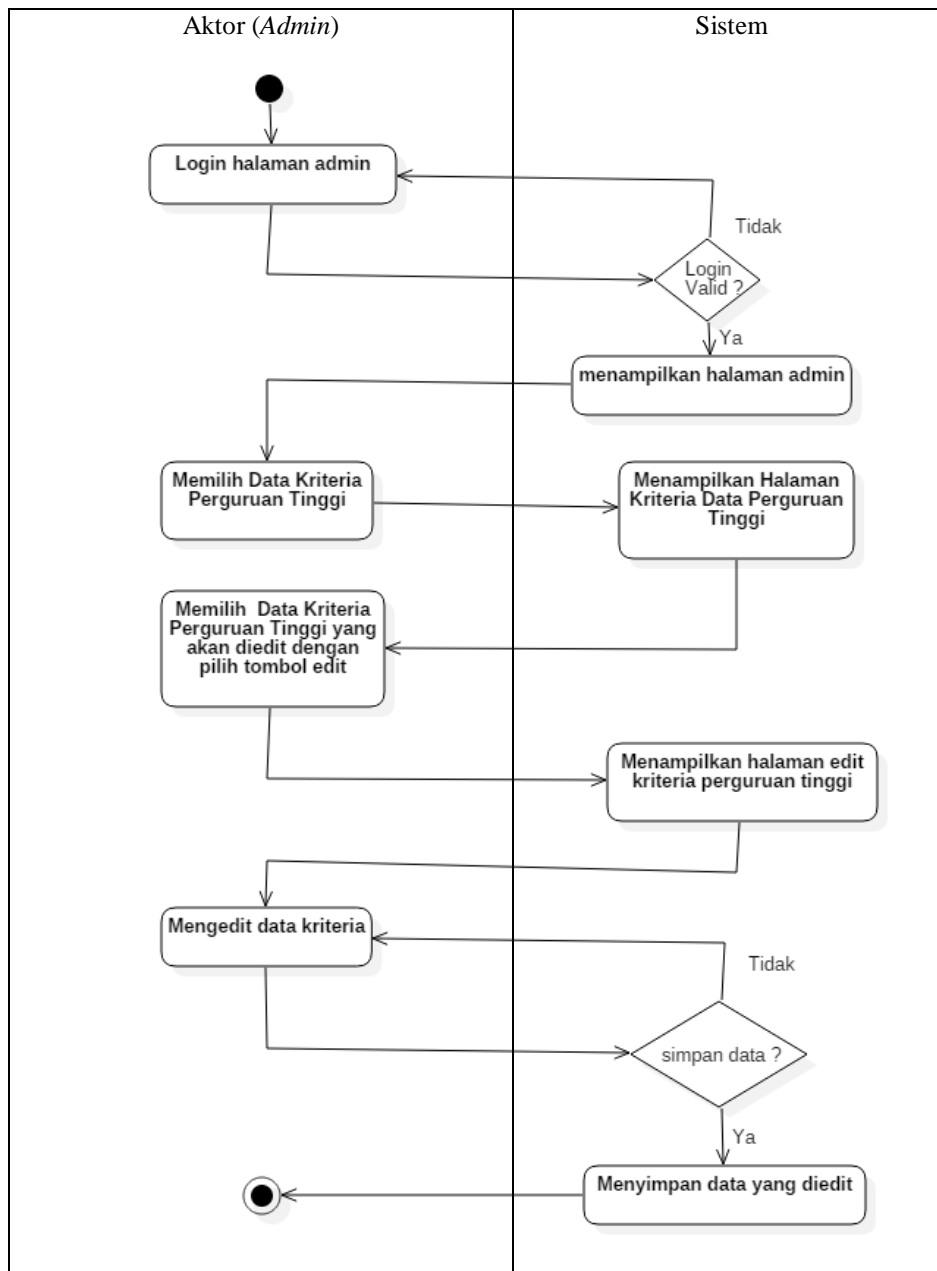 Aktor (Admin)
Sistem
Login halaman admin
Tidak
Login
Valid ?
Ya
menampilkan halaman admin
Memilih Data Kriteria
Perguruan Tinggi
Menampilkan Halaman
Kriteria Data Perguruan
Tinggi
Memilih  Data Kriteria
Perguruan Tinggi yang
akan diedit dengan
pilih tombol edit
Menampilkan halaman edit
kriteria perguruan tinggi
Mengedit data kriteria
Tidak
simpan data ?
Ya
Menyimpan data yang diedit